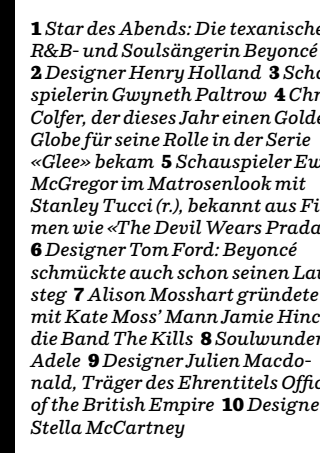 1 Star des Abends: Die texanische
R&B- und Soulsängerin Beyoncé
2 Designer Henry Holland 3 Scha
spielerin Gwyneth Paltrow 4 Chr
Colfer, der dieses Jahr einen Golde
Globe für seine Rolle in der Serie
«Glee» bekam 5 Schauspieler Ew
McGregor im Matrosenlook mit
Stanley Tucci (r.), bekannt aus Fi
men wie «The Devil Wears Prada
6 Designer Tom Ford: Beyoncé
schmückte auch schon seinen Lau
steg 7 Alison Mosshart gründete
mit Kate Moss’ Mann Jamie Hinc
die Band The Kills 8 Soulwunder
Adele 9 Designer Julien Macdo-
nald, Träger des Ehrentitels Offic
of the British Empire 10 Designe
Stella McCartney